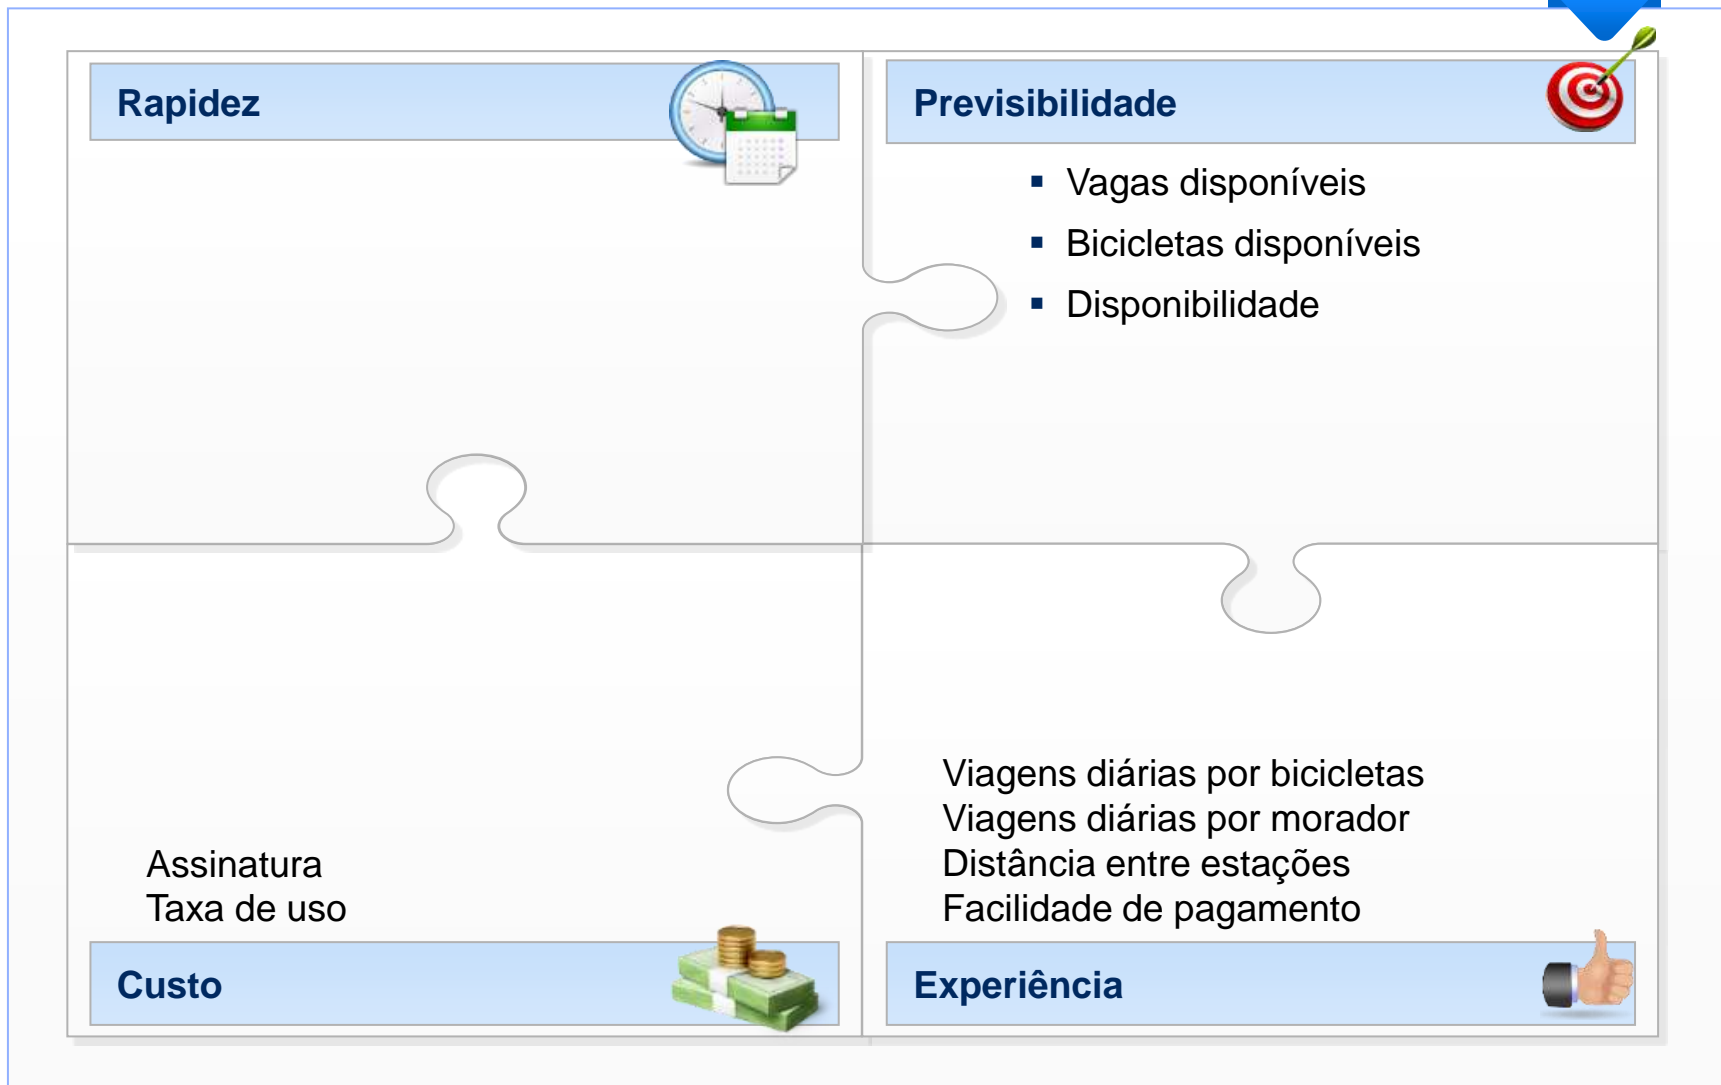 Rapidez
Previsibilidade
Vagas disponíveis
Bicicletas disponíveis
Disponibilidade
Assinatura
Taxa de uso
Custo
Viagens diárias por bicicletas
Viagens diárias por morador
Distância entre estações
Facilidade de pagamento
Experiência